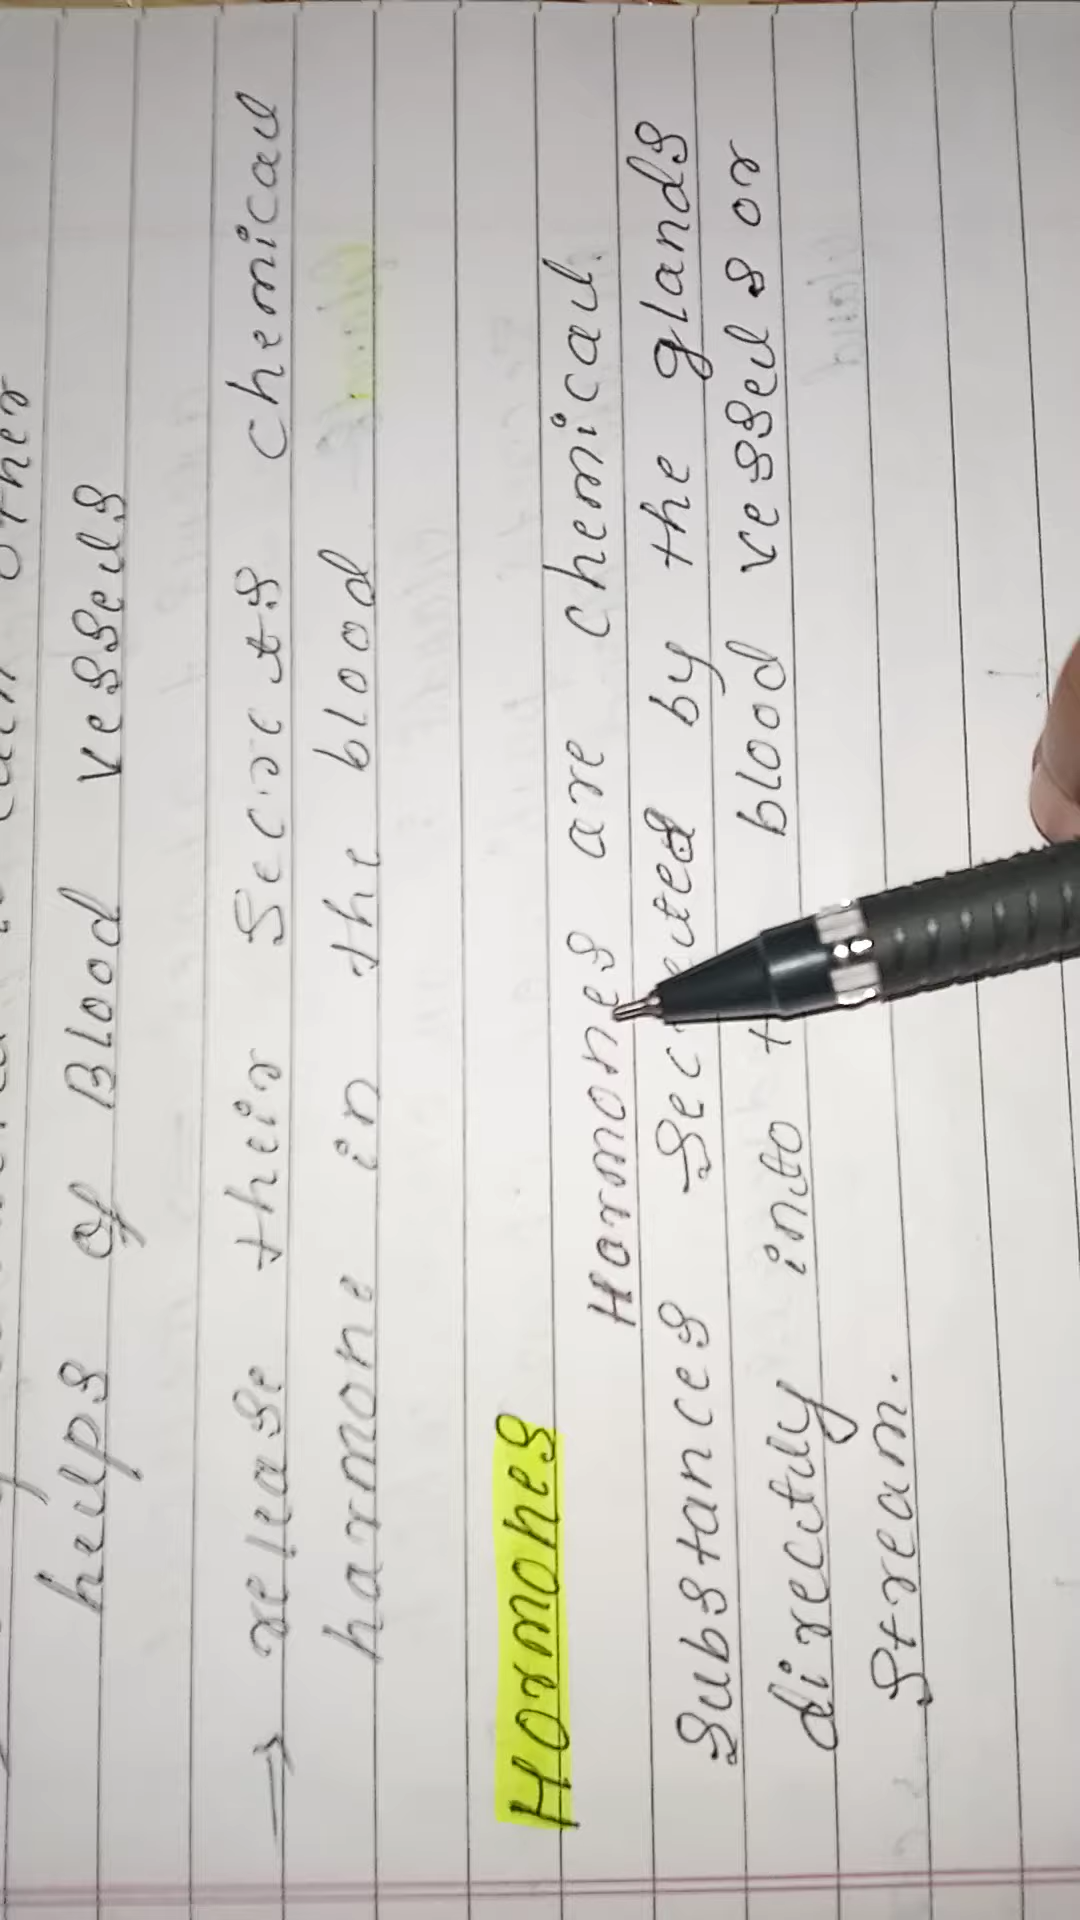 other
helps of Blood vessels
→ release their Secrets chemical
harmone in the blood
Hormones
Hormones are chemical
Substances Secreted by the glands
directly into blood vessels or
Stream.